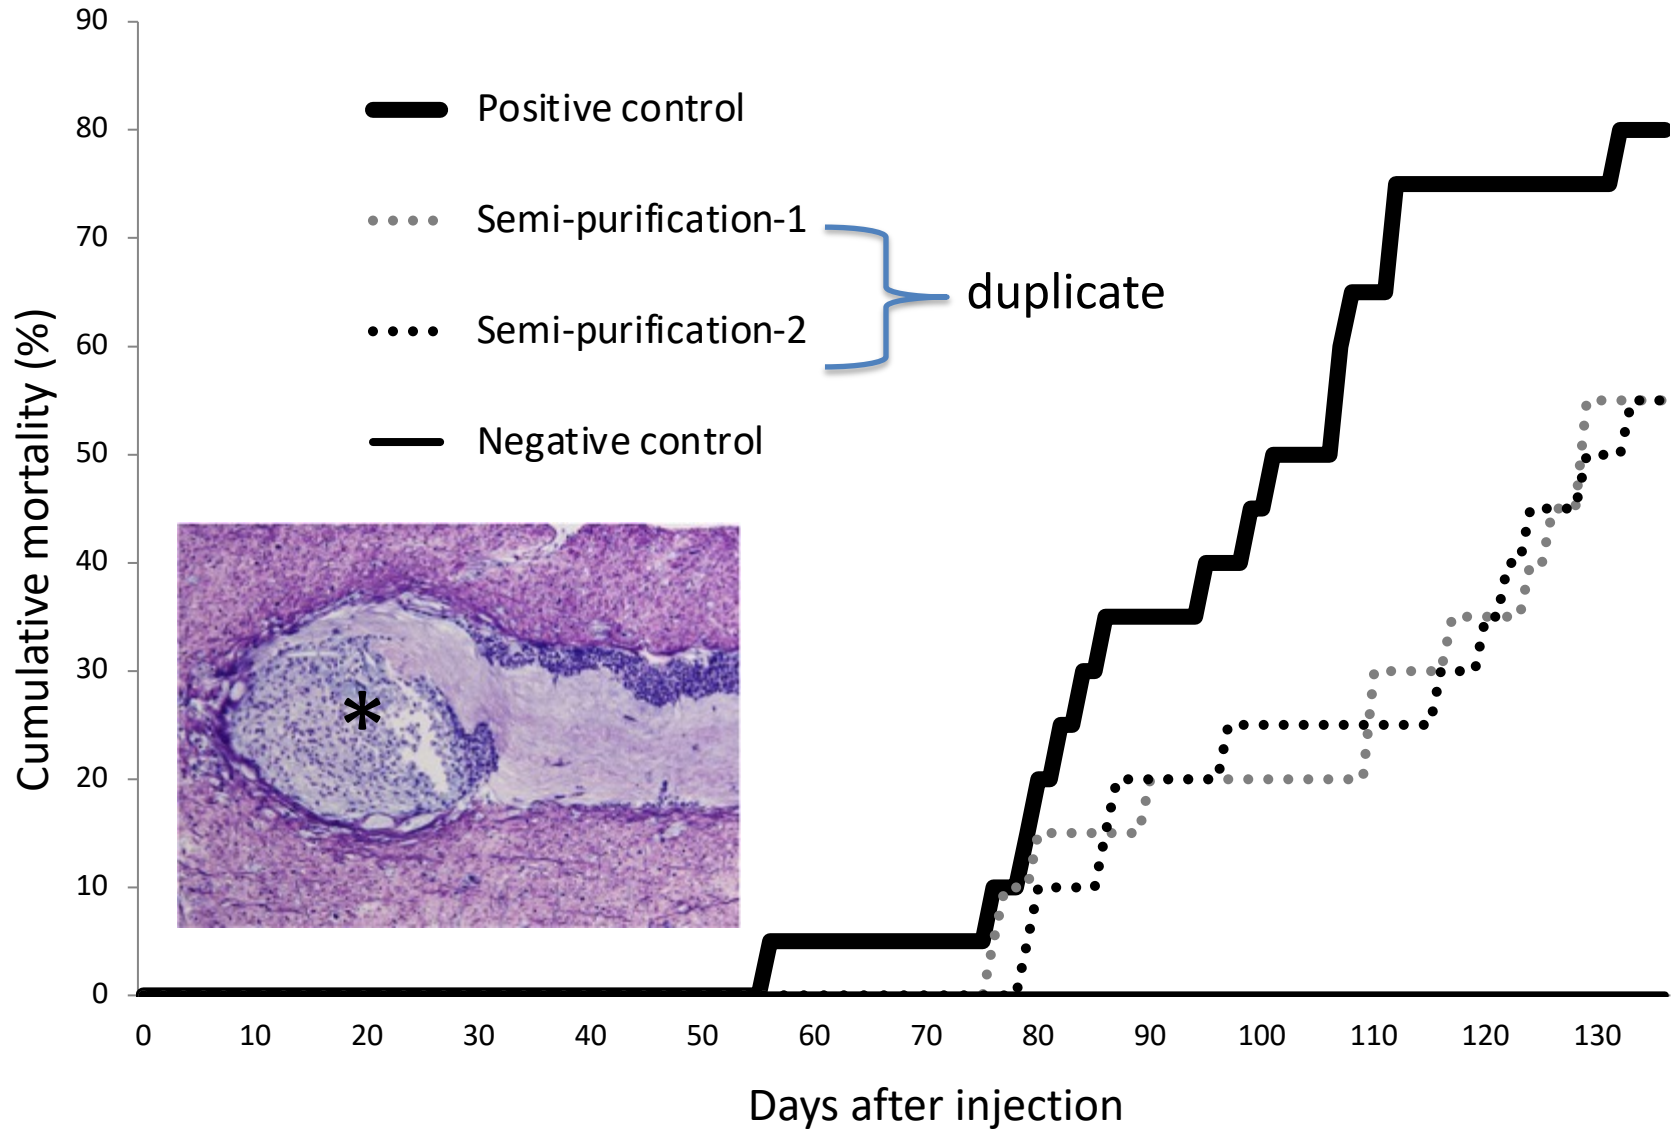 90
80
70
60
50
40
30
20
10
0
Cumulative mortality (%)
Positive control
Semi-purification-1
Semi-purification-2
duplicate
Negative control
*
0 10 20 30 40 50 60 70 80 90 100 110 120 130
Days after injection